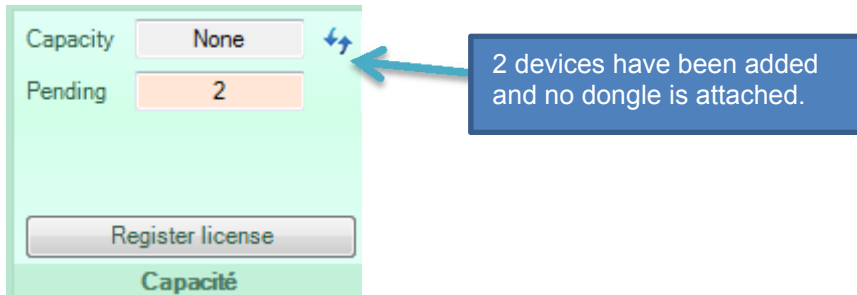 Capacity None
Pending 2
Register license
Capacité
2 devices have been added
and no dongle is attached.